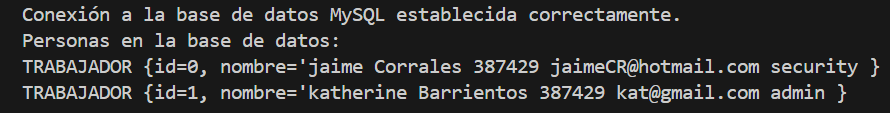 Conexión a la base de datos MySQL establecida correctamente.
Personas en la base de datos:
TRABAJADOR {id=0, nombre='jaime Corrales 387429 jaimeCR@hotmail.com security }
TRABAJADOR {id=1, nombre='katherine Barrientos 387429 kat@gmail.com admin }